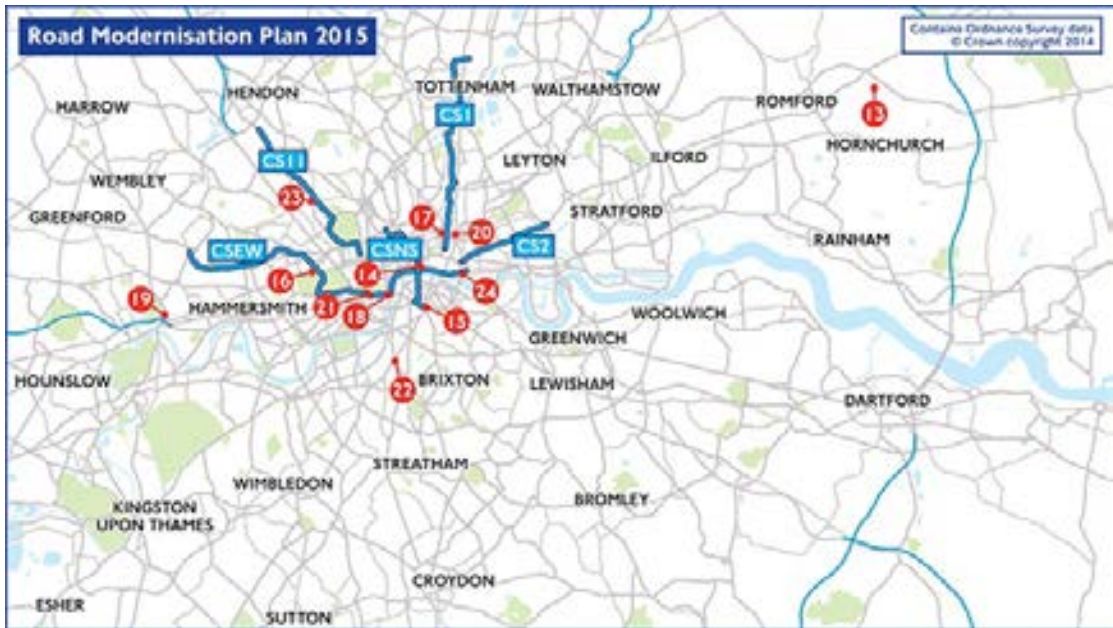 Road Modernisation Plan 2015
Contains Ordnance Survey data
© Crown copyright 2014
HENDON
TOTTENHAM
WALTHAMSTOW
HARROW
ROMFORD
13
HORNCHURCH
CS1
CS11
LEYTON
ILFORD
WEMBLEY
23
GREENFORD
STRATFORD
17
20
CSEW
CSNS
CS2
RAINHAM
16
14
24
19
HAMMERSMITH
21
18
15
WOOLWICH
GREENWICH
HOUNSLOW
22
BRIXTON
LEWISHAM
DARTFORD
STREATHAM
WIMBLEDON
BROMLEY
KINGSTON
UPON THAMES
CROYDON
ESHER
SUTTON